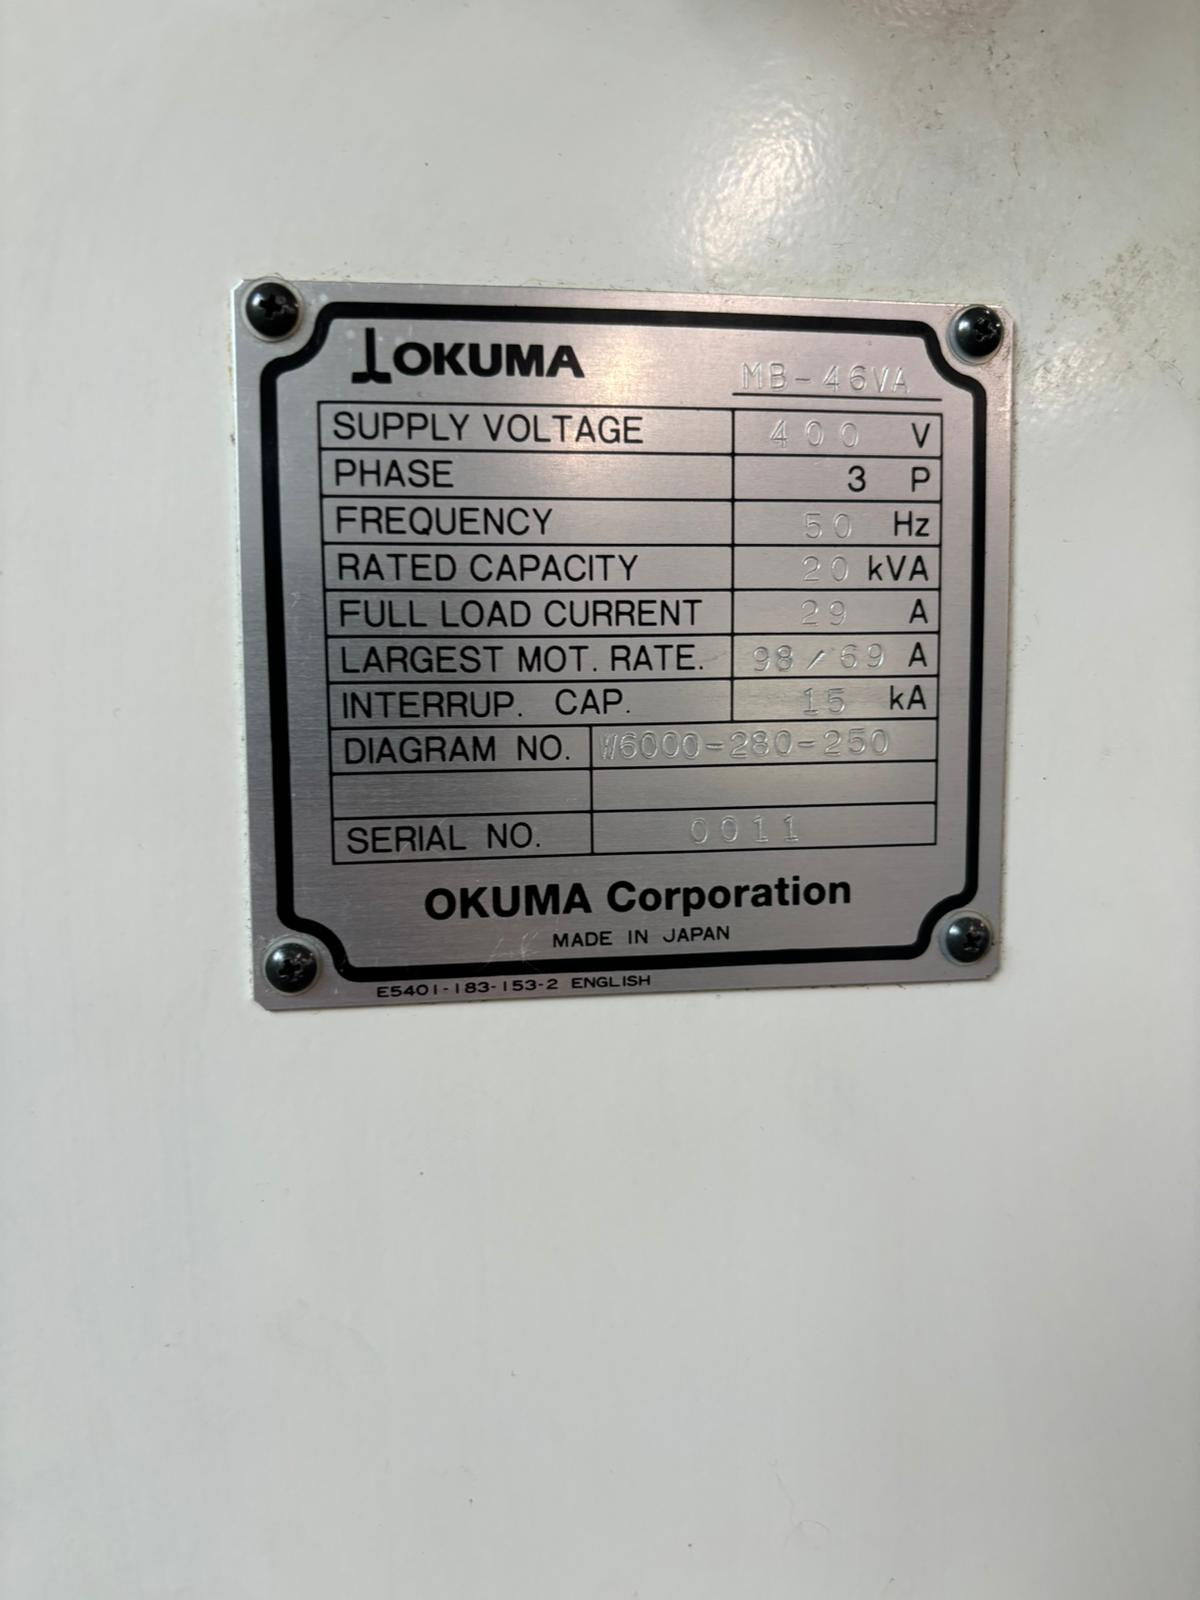 OKUMA MB-46VA
SUPPLY VOLTAGE 400 V
PHASE 3 P
FREQUENCY 50 Hz
RATED CAPACITY 20 kVA
FULL LOAD CURRENT 29 A
LARGEST MOT. RATE. 98/69 A
INTERRUP. CAP. 15 kA
DIAGRAM NO. W6000-280-250
SERIAL NO. 0011
OKUMA Corporation
MADE IN JAPAN
E5401-183-153-2 ENGLISH